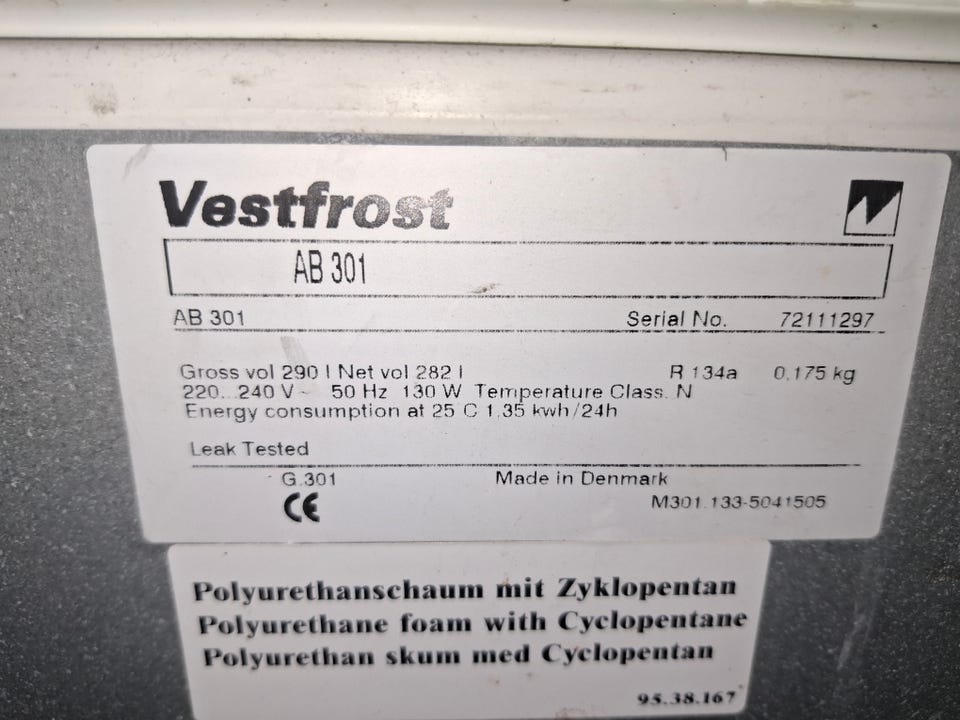 Vestfrost
AB 301
AB 301 Serial No. 72111297
Gross vol 290 l Net vol 282 l R 134a 0,175 kg
220...240 V~ 50 Hz 130 W Temperature Class. N
Energy consumption at 25 C 1,35 kwh/24h
Leak Tested
G.301 Made in Denmark
CE M301.133-5041505
Polyurethanschaum mit Zyklopentan
Polyurethane foam with Cyclopentane
Polyurethan skum med Cyclopentan
95.38.167